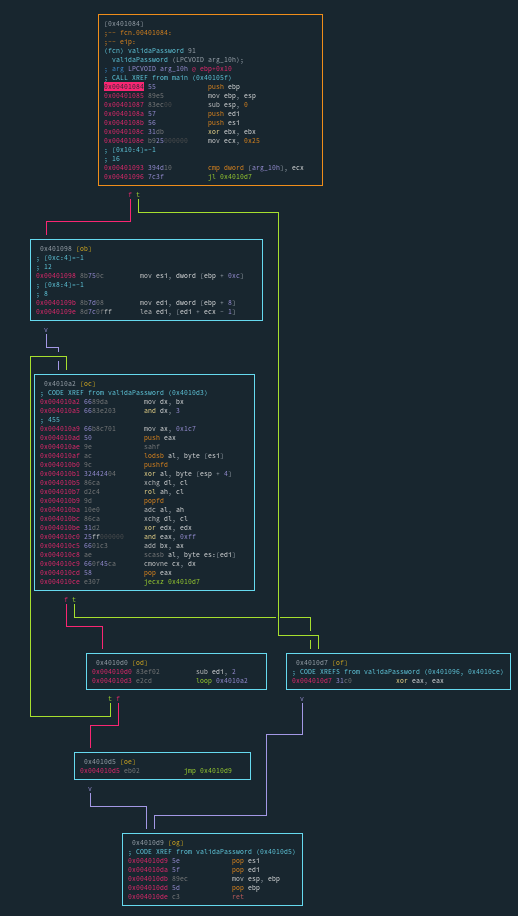 (0x401084)
;-- fcn.00401084:
;-- eip:
(fcn) validaPassword 91
validaPassword (LPCVOID arg_10h);
; arg LPCVOID arg_10h @ ebp+0x10
; CALL XREF from main (0x40105f)
0x00401084 55 push ebp
0x00401085 89e5 mov ebp, esp
0x00401087 83ec00 sub esp, 0
0x0040108a 57 push edi
0x0040108b 56 push esi
0x0040108c 31db xor ebx, ebx
0x0040108e b925000000 mov ecx, 0x25
; [0x10:4]=-1
; 16
0x00401093 394d10 cmp dword [arg_10h], ecx
0x00401096 7c3f jl 0x4010d7
f t
0x401098 [ob]
; [0xc:4]=-1
; 12
0x00401098 8b750c mov esi, dword [ebp + 0xc]
; [0x8:4]=-1
; 8
0x0040109b 8b7d08 mov edi, dword [ebp + 8]
0x0040109e 8d7c0fff lea edi, [edi + ecx - 1]
v
0x4010a2 [oc]
; CODE XREF from validaPassword (0x4010d3)
0x004010a2 6689da mov dx, bx
0x004010a5 6683e203 and dx, 3
; 455
0x004010a9 66b8c701 mov ax, 0x1c7
0x004010ad 50 push eax
0x004010ae 9e sahf
0x004010af ac lodsb al, byte [esi]
0x004010b0 9c pushfd
0x004010b1 32442404 xor al, byte [esp + 4]
0x004010b5 86ca xchg dl, cl
0x004010b7 d2c4 rol ah, cl
0x004010b9 9d popfd
0x004010ba 10e0 adc al, ah
0x004010bc 86ca xchg dl, cl
0x004010be 31d2 xor edx, edx
0x004010c0 25ff000000 and eax, 0xff
0x004010c5 6601c3 add bx, ax
0x004010c8 ae scasb al, byte es:[edi]
0x004010c9 660f45ca cmovne cx, dx
0x004010cd 58 pop eax
0x004010ce e307 jecxz 0x4010d7
f t
0x4010d0 [od]
0x004010d0 83ef02 sub edi, 2
0x004010d3 e2cd loop 0x4010a2
0x4010d7 [of]
; CODE XREFS from validaPassword (0x401096, 0x4010ce)
0x004010d7 31c0 xor eax, eax
t f
v
0x4010d5 [oe]
0x004010d5 eb02 jmp 0x4010d9
v
0x4010d9 [og]
; CODE XREF from validaPassword (0x4010d5)
0x004010d9 5e pop esi
0x004010da 5f pop edi
0x004010db 89ec mov esp, ebp
0x004010dd 5d pop ebp
0x004010de c3 ret